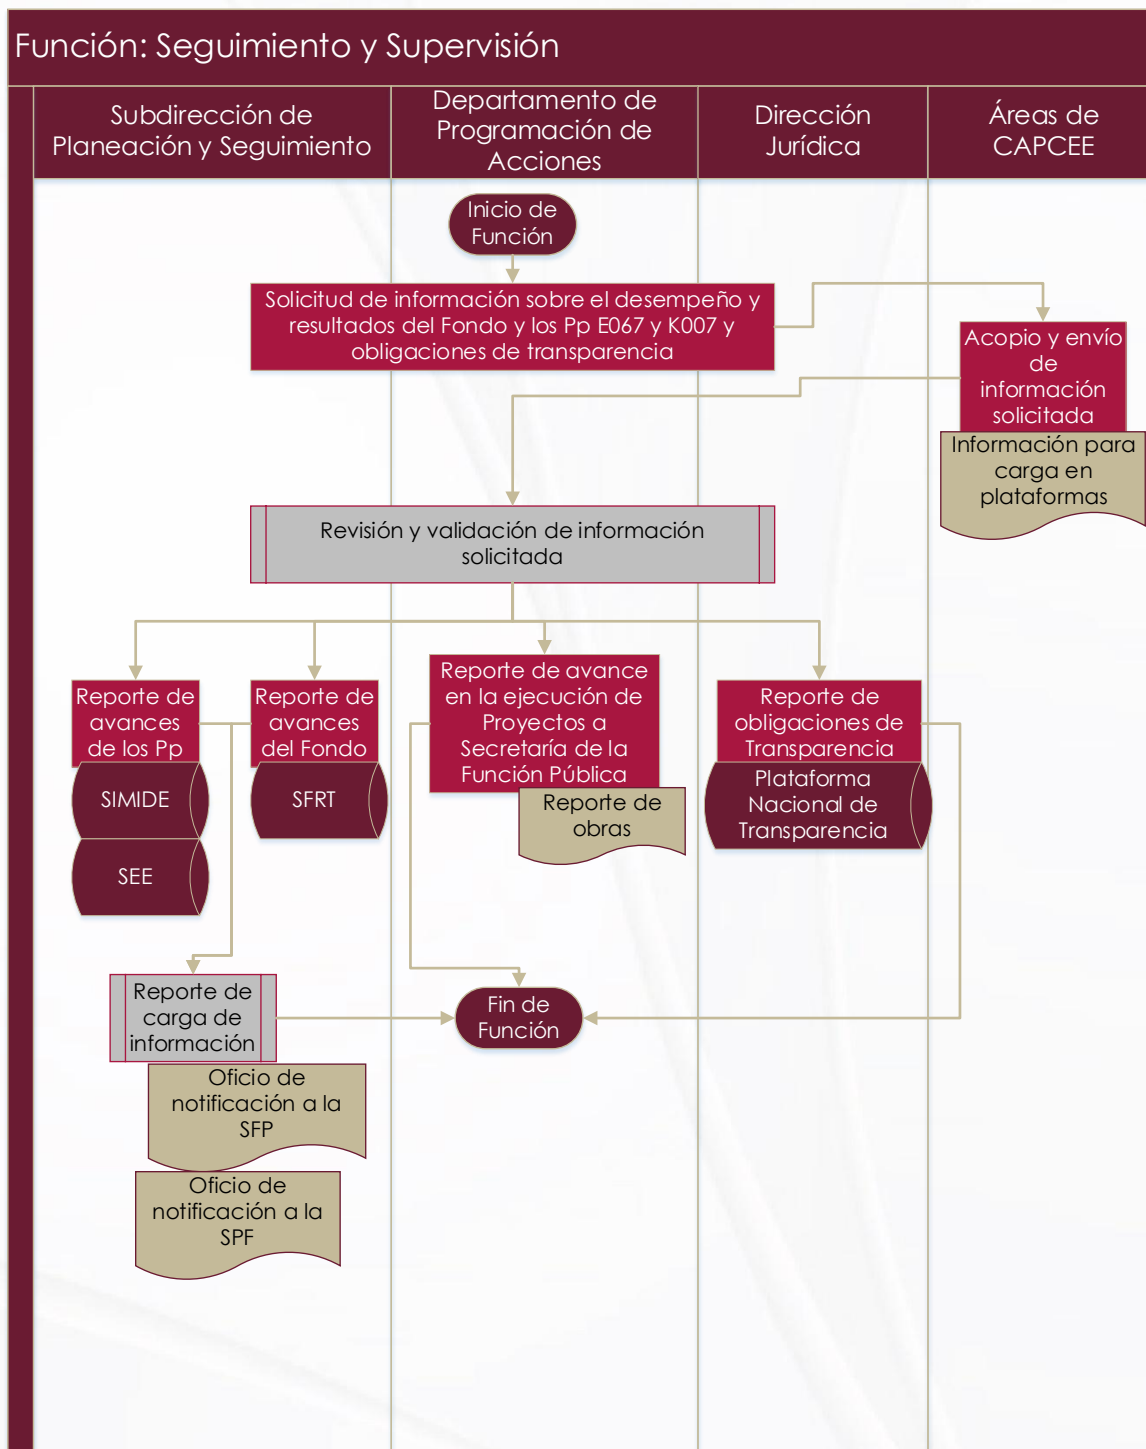 Función: Seguimiento y Supervisión
Subdirección de
Planeación y Seguimiento
Departamento de
Programación de
Acciones
Dirección
Jurídica
Áreas de
CAPCEE
Inicio de
Función
Solicitud de información sobre el desempeño y
resultados del Fondo y los Pp E067 y K007 y
obligaciones de transparencia
Acopio y envío
de
información
solicitada
Información para
carga en
plataformas
Revisión y validación de información
solicitada
Reporte de
avances
de los Pp
SIMIDE
SEE
Reporte de
avances
del Fondo
SFRT
Reporte de avance
en la ejecución de
Proyectos a
Secretaría de la
Función Pública
Reporte de
obras
Reporte de
obligaciones de
Transparencia
Plataforma
Nacional de
Transparencia
Reporte de
carga de
información
Fin de
Función
Oficio de
notificación a la
SFP
Oficio de
notificación a la
SPF